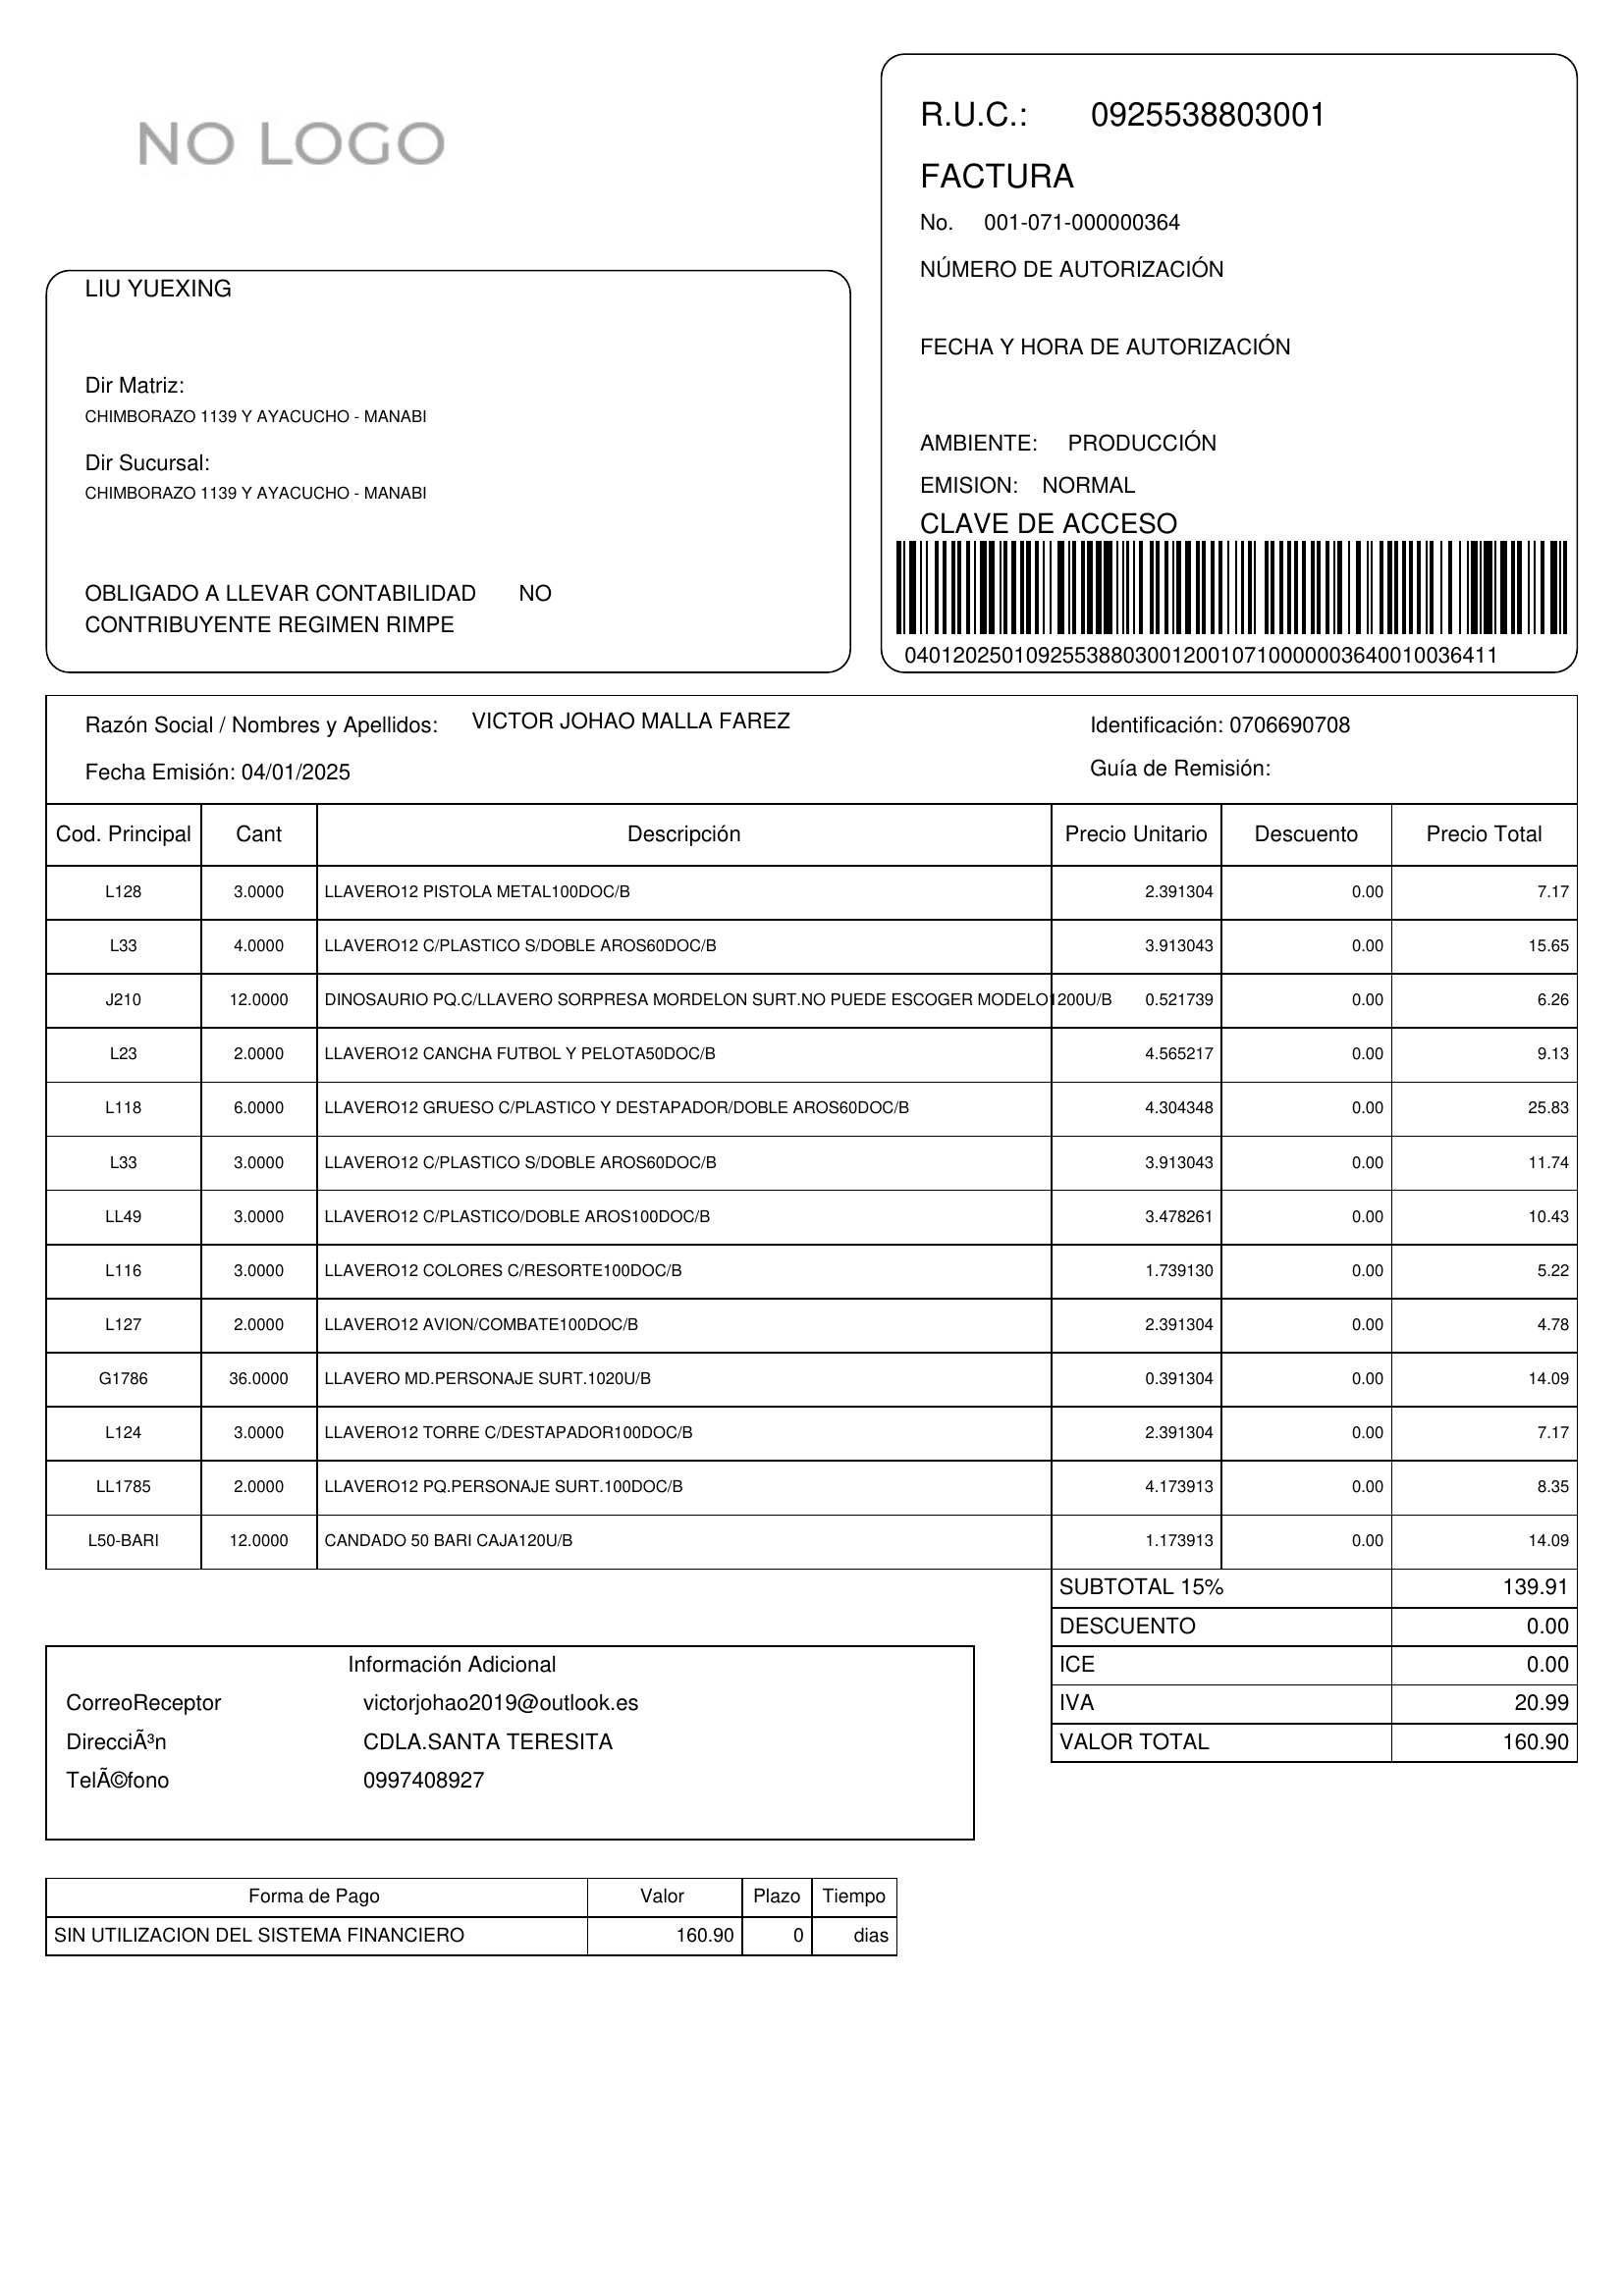 NO LOGO
R.U.C.: 0925538803001
FACTURA
No. 001-071-000000364
NÚMERO DE AUTORIZACIÓN
FECHA Y HORA DE AUTORIZACIÓN
AMBIENTE: PRODUCCIÓN
EMISION: NORMAL
CLAVE DE ACCESO
0401202501092553880300120010710000003640010036411
LIU YUEXING
Dir Matriz:
CHIMBORAZO 1139 Y AYACUCHO - MANABI
Dir Sucursal:
CHIMBORAZO 1139 Y AYACUCHO - MANABI
OBLIGADO A LLEVAR CONTABILIDAD NO
CONTRIBUYENTE REGIMEN RIMPE
Razón Social / Nombres y Apellidos: VICTOR JOHAO MALLA FAREZ Identificación: 0706690708
Fecha Emisión: 04/01/2025 Guía de Remisión:
Cod. Principal Cant Descripción Precio Unitario Descuento Precio Total
L128 3.0000 LLAVERO12 PISTOLA METAL100DOC/B 2.391304 0.00 7.17
L33 4.0000 LLAVERO12 C/PLASTICO S/DOBLE AROS60DOC/B 3.913043 0.00 15.65
J210 12.0000 DINOSAURIO PQ.C/LLAVERO SORPRESA MORDELON SURT.NO PUEDE ESCOGER MODELO1200U/B 0.521739 0.00 6.26
L23 2.0000 LLAVERO12 CANCHA FUTBOL Y PELOTA50DOC/B 4.565217 0.00 9.13
L118 6.0000 LLAVERO12 GRUESO C/PLASTICO Y DESTAPADOR/DOBLE AROS60DOC/B 4.304348 0.00 25.83
L33 3.0000 LLAVERO12 C/PLASTICO S/DOBLE AROS60DOC/B 3.913043 0.00 11.74
LL49 3.0000 LLAVERO12 C/PLASTICO/DOBLE AROS100DOC/B 3.478261 0.00 10.43
L116 3.0000 LLAVERO12 COLORES C/RESORTE100DOC/B 1.739130 0.00 5.22
L127 2.0000 LLAVERO12 AVION/COMBATE100DOC/B 2.391304 0.00 4.78
G1786 36.0000 LLAVERO MD.PERSONAJE SURT.1020U/B 0.391304 0.00 14.09
L124 3.0000 LLAVERO12 TORRE C/DESTAPADOR100DOC/B 2.391304 0.00 7.17
LL1785 2.0000 LLAVERO12 PQ.PERSONAJE SURT.100DOC/B 4.173913 0.00 8.35
L50-BARI 12.0000 CANDADO 50 BARI CAJA120U/B 1.173913 0.00 14.09
SUBTOTAL 15% 139.91
DESCUENTO 0.00
ICE 0.00
IVA 20.99
VALOR TOTAL 160.90
Información Adicional
CorreoReceptor victorjohao2019@outlook.es
DirecciÃ³n CDLA.SANTA TERESITA
TelÃ©fono 0997408927
Forma de Pago Valor Plazo Tiempo
SIN UTILIZACION DEL SISTEMA FINANCIERO 160.90 0 dias